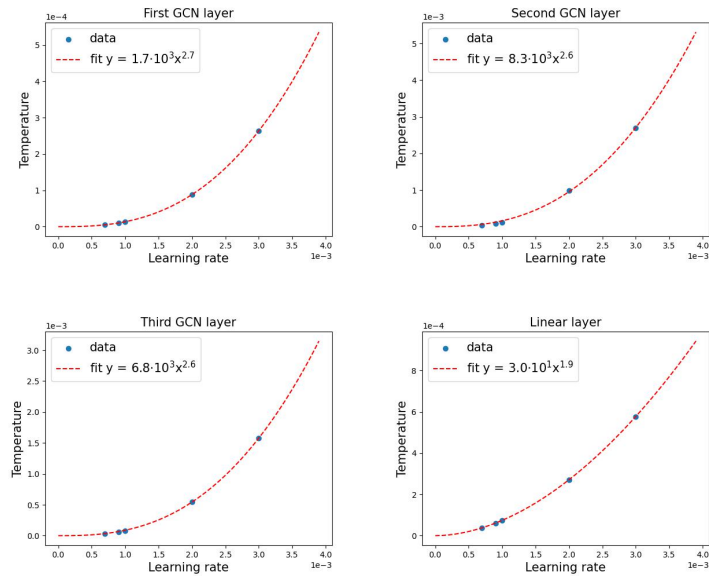 First GCN layer
1e−4
data
fit y = 1.7·10³x²·⁷
5
4
3
2
1
0
Temperature
0.0 0.5 1.0 1.5 2.0 2.5 3.0 3.5 4.0
Learning rate
1e−3
Second GCN layer
1e−3
data
fit y = 8.3·10³x²·⁶
5
4
3
2
1
0
Temperature
0.0 0.5 1.0 1.5 2.0 2.5 3.0 3.5 4.0
Learning rate
1e−3
Third GCN layer
1e−3
data
fit y = 6.8·10³x²·⁶
3.0
2.5
2.0
1.5
1.0
0.5
0.0
Temperature
0.0 0.5 1.0 1.5 2.0 2.5 3.0 3.5 4.0
Learning rate
1e−3
Linear layer
1e−4
data
fit y = 3.0·10¹x¹·⁹
8
6
4
2
0
Temperature
0.0 0.5 1.0 1.5 2.0 2.5 3.0 3.5 4.0
Learning rate
1e−3